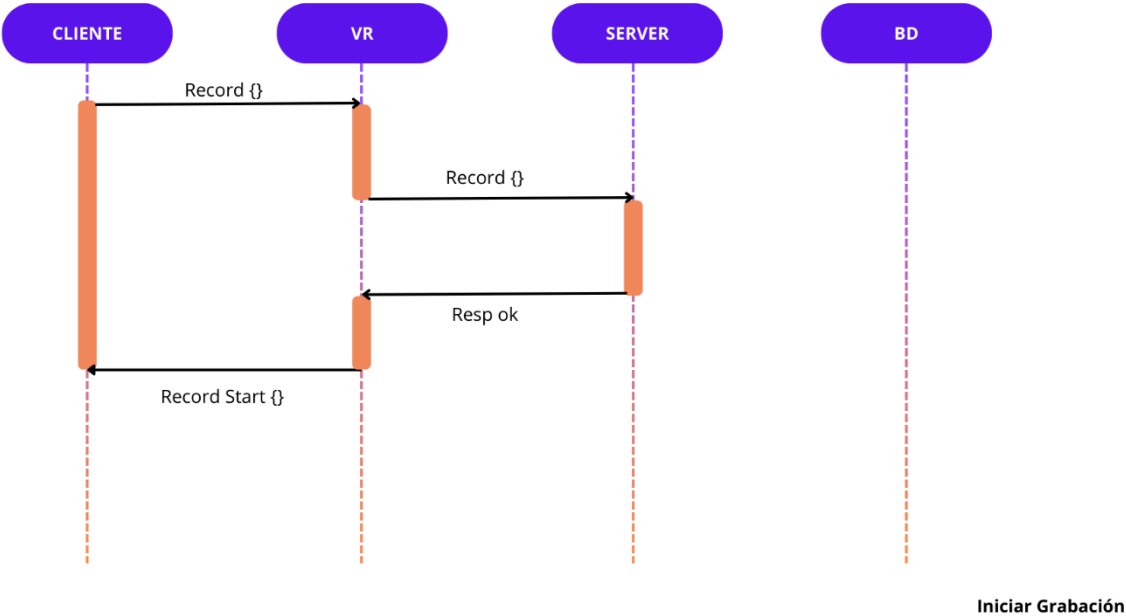 CLIENTE
VR
SERVER
BD
Record {}
Record {}
Resp ok
Record Start {}
Iniciar Grabación